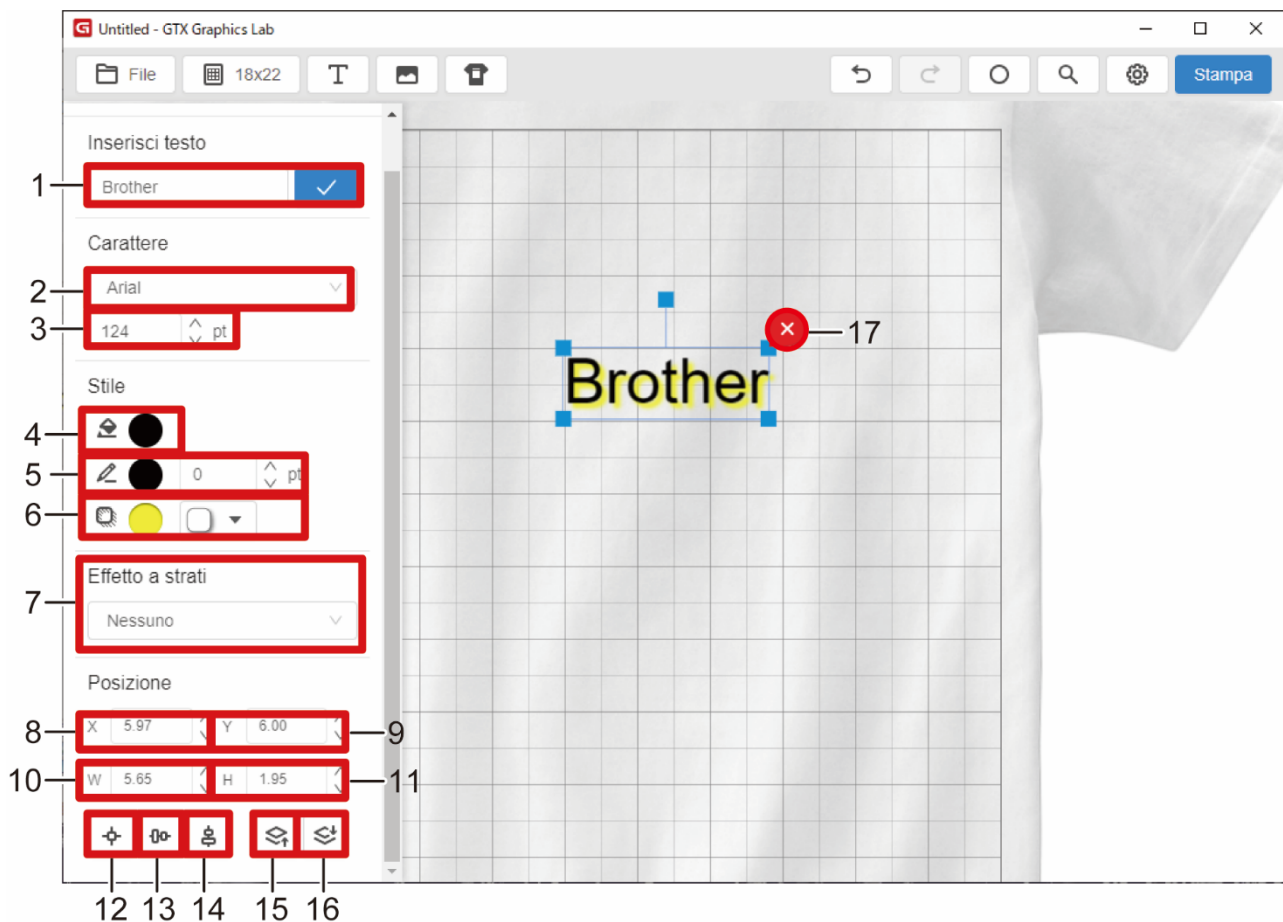 G Untitled - GTX Graphics Lab
File 18x22 T Stampa
Inserisci testo
1 Brother
Carattere
2 Arial
3 124 pt
17
Brother
Stile
4
5 0 pt
6
Effetto a strati
7 Nessuno
Posizione
8 X 5.97 Y 6.00 9
10 W 5.65 H 1.95 11
12 13 14 15 16